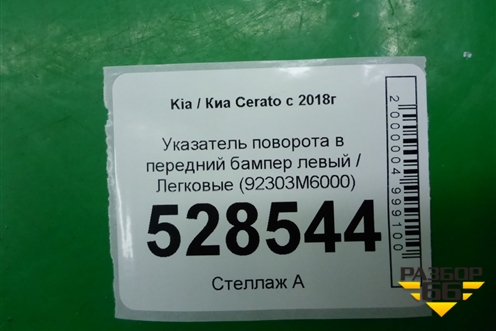 Kia / Киа Cerato с 2018г
Указатель поворота в
передний бампер левый /
Легковые (92303M6000)
528544
Стеллаж А
2000004999100
РАЗБОР
66